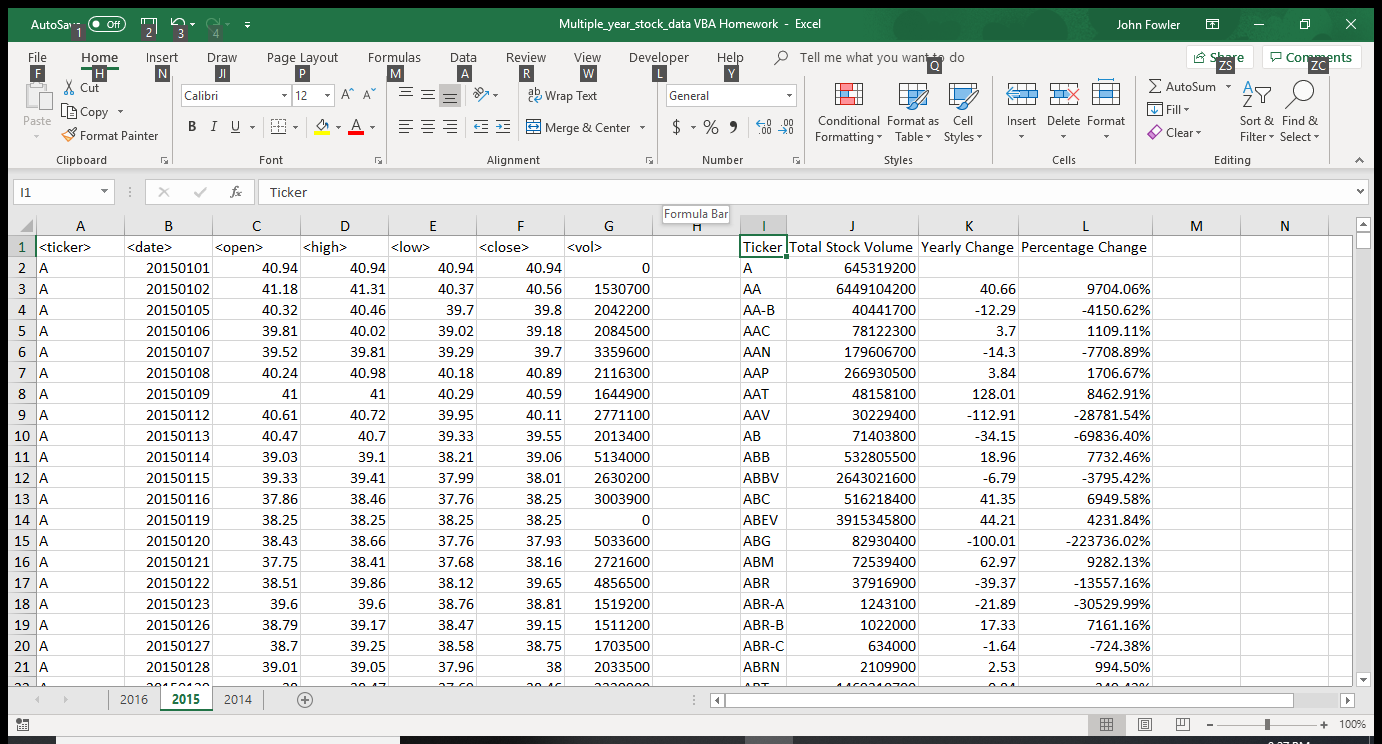 AutoSave Off Multiple_year_stock_data VBA Homework - Excel John Fowler
1 2 3 4
File Home Insert Draw Page Layout Formulas Data Review View Developer Help Tell me what you want to do Share Comments
F H N JI P M A R W L Y Q ZS ZC
Paste Cut Copy Format Painter
Calibri 12 A A ab Wrap Text General
B I U A Merge & Center $ % , .00 .00
Conditional Formatting Format as Table Cell Styles Insert Delete Format
AutoSum Fill Clear Sort & Filter Find & Select
Clipboard Font Alignment Number Styles Cells Editing
I1 fx Ticker
Formula Bar
A B C D E F G H I J K L M N
1 <ticker> <date> <open> <high> <low> <close> <vol> Ticker Total Stock Volume Yearly Change Percentage Change
2 A 20150101 40.94 40.94 40.94 40.94 0 A 645319200
3 A 20150102 41.18 41.31 40.37 40.56 1530700 AA 6449104200 40.66 9704.06%
4 A 20150105 40.32 40.46 39.7 39.8 2042200 AA-B 40441700 -12.29 -4150.62%
5 A 20150106 39.81 40.02 39.02 39.18 2084500 AAC 78122300 3.7 1109.11%
6 A 20150107 39.52 39.81 39.29 39.7 3359600 AAN 179606700 -14.3 -7708.89%
7 A 20150108 40.24 40.98 40.18 40.89 2116300 AAP 266930500 3.84 1706.67%
8 A 20150109 41 41 40.29 40.59 1644900 AAT 48158100 128.01 8462.91%
9 A 20150112 40.61 40.72 39.95 40.11 2771100 AAV 30229400 -112.91 -28781.54%
10 A 20150113 40.47 40.7 39.33 39.55 2013400 AB 71403800 -34.15 -69836.40%
11 A 20150114 39.03 39.1 38.21 39.06 5134000 ABB 532805500 18.96 7732.46%
12 A 20150115 39.33 39.41 37.99 38.01 2630200 ABBV 2643021600 -6.79 -3795.42%
13 A 20150116 37.86 38.46 37.76 38.25 3003900 ABC 516218400 41.35 6949.58%
14 A 20150119 38.25 38.25 38.25 38.25 0 ABEV 3915345800 44.21 4231.84%
15 A 20150120 38.43 38.66 37.76 37.93 5033600 ABG 82930400 -100.01 -223736.02%
16 A 20150121 37.75 38.41 37.68 38.16 2721600 ABM 72539400 62.97 9282.13%
17 A 20150122 38.51 39.86 38.12 39.65 4856500 ABR 37916900 -39.37 -13557.16%
18 A 20150123 39.6 39.6 38.76 38.81 1519200 ABR-A 1243100 -21.89 -30529.99%
19 A 20150126 38.79 39.17 38.47 39.15 1511200 ABR-B 1022000 17.33 7161.16%
20 A 20150127 38.7 39.25 38.58 38.75 1703500 ABR-C 634000 -1.64 -724.38%
21 A 20150128 39.01 39.05 37.96 38 2033500 ABRN 2109900 2.53 994.50%
2016 2015 2014
100%